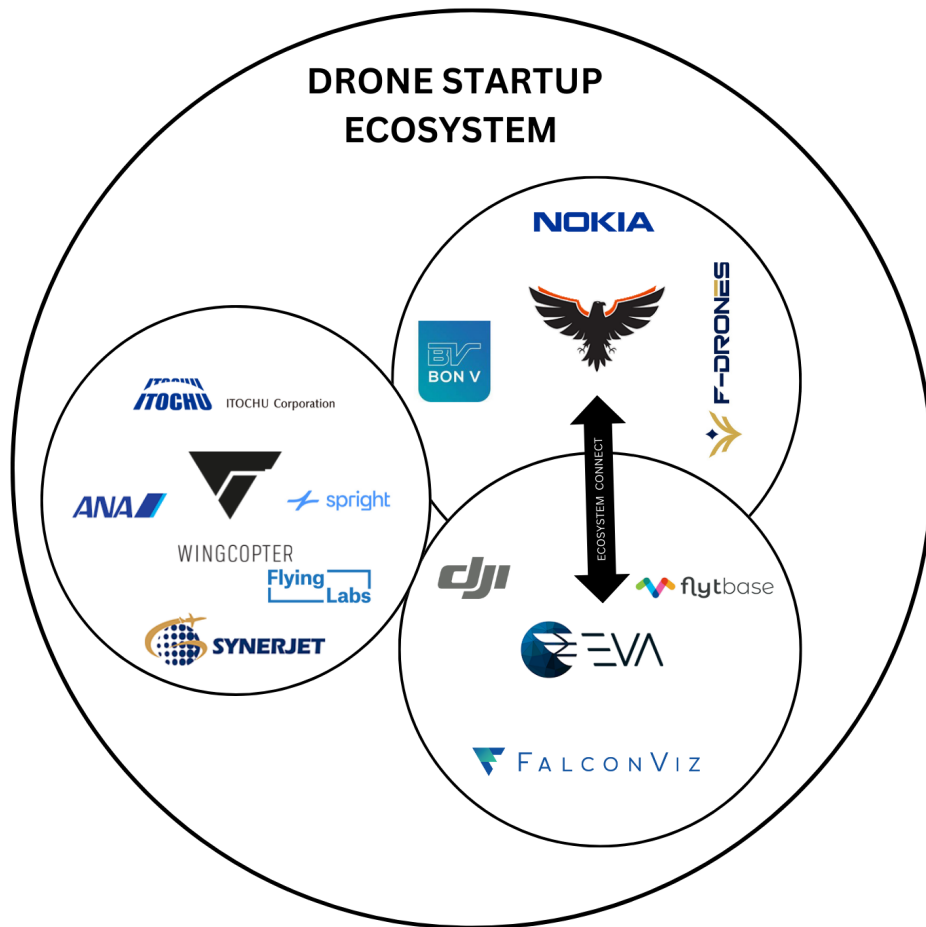 DRONE STARTUP
ECOSYSTEM
NOKIA
F-DRONES
BV
BON V
ITOCHU
ITOCHU
ITOCHU Corporation
ANA
spright
WINGCOPTER
Flying
Labs
SYNERJET
ECOSYSTEM CONNECT
dji
flytbase
EVA
FALCONVIZ